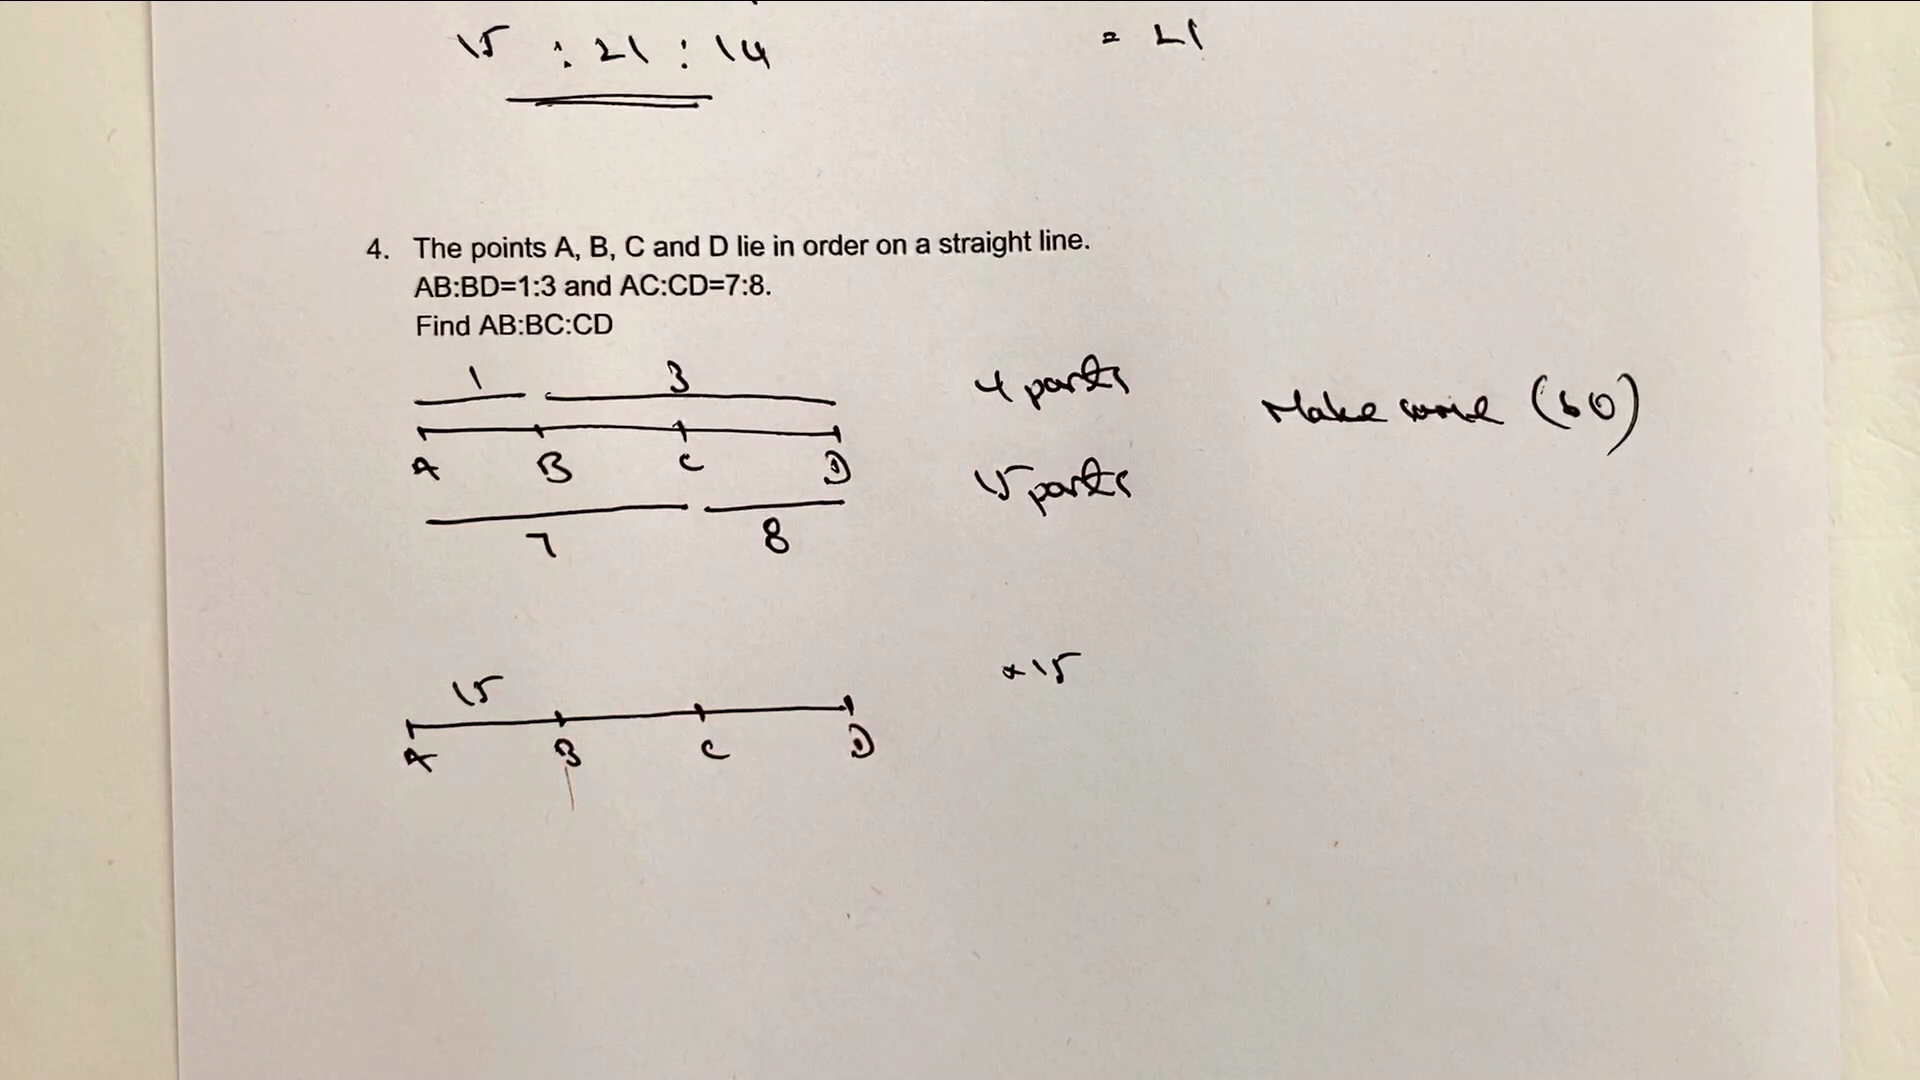 15 : 21 : 14
= 21
4. The points A, B, C and D lie in order on a straight line.
AB:BD=1:3 and AC:CD=7:8.
Find AB:BC:CD
1 3
A B C D
7 8
4 parts
15 parts
Make same (60)
15
×15
A B C D